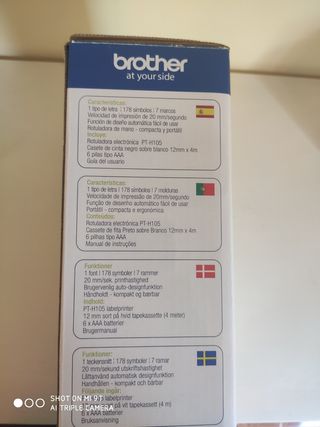 brother
at your side
Características:
1 tipo de letra | 178 símbolos | 7 marcos
Velocidad de impresión de 20 mm/segundo
Función de diseño automática fácil de usar
Rotuladora de mano - compacta y portátil
Incluye:
Rotuladora electrónica PT-H105
Casete de cinta negro sobre blanco 12mm x 4m
6 pilas tipo AAA
Guía del usuario
Características:
1 tipo de letra | 178 símbolos | 7 molduras
Velocidade de impressão de 20mm/segundo
Função de desenho automático fácil de usar
Portátil - compacta e ergonómica
Conteúdos:
Rotuladora electrónica PT-H105
Cassete de fita Preto sobre Branco 12mm x 4m
6 pilhas tipo AAA
Manual de instruções
Funktioner
1 font | 178 symboler | 7 rammer
20 mm/sek. printhastighed
Brugervenlig auto-designfunktion
Håndholdt - kompakt og bærbar
Indhold:
PT-H105 labelprinter
12 mm sort på hvid tapekassette (4 meter)
6 x AAA batterier
Brugermanual
Funktioner:
1 teckensnitt | 178 symboler | 7 ramar
20 mm/sekund utskriftshastighet
Lättanvänd automatisk designfunktion
Handhållen - kompakt och bärbar
Följande ingår:
PT-H105 labelprinter
på vit tapekassett (4 m)
6 x AAA batterier
Bruksanvisning
SHOT ON MI 9T
AI TRIPLE CAMERA